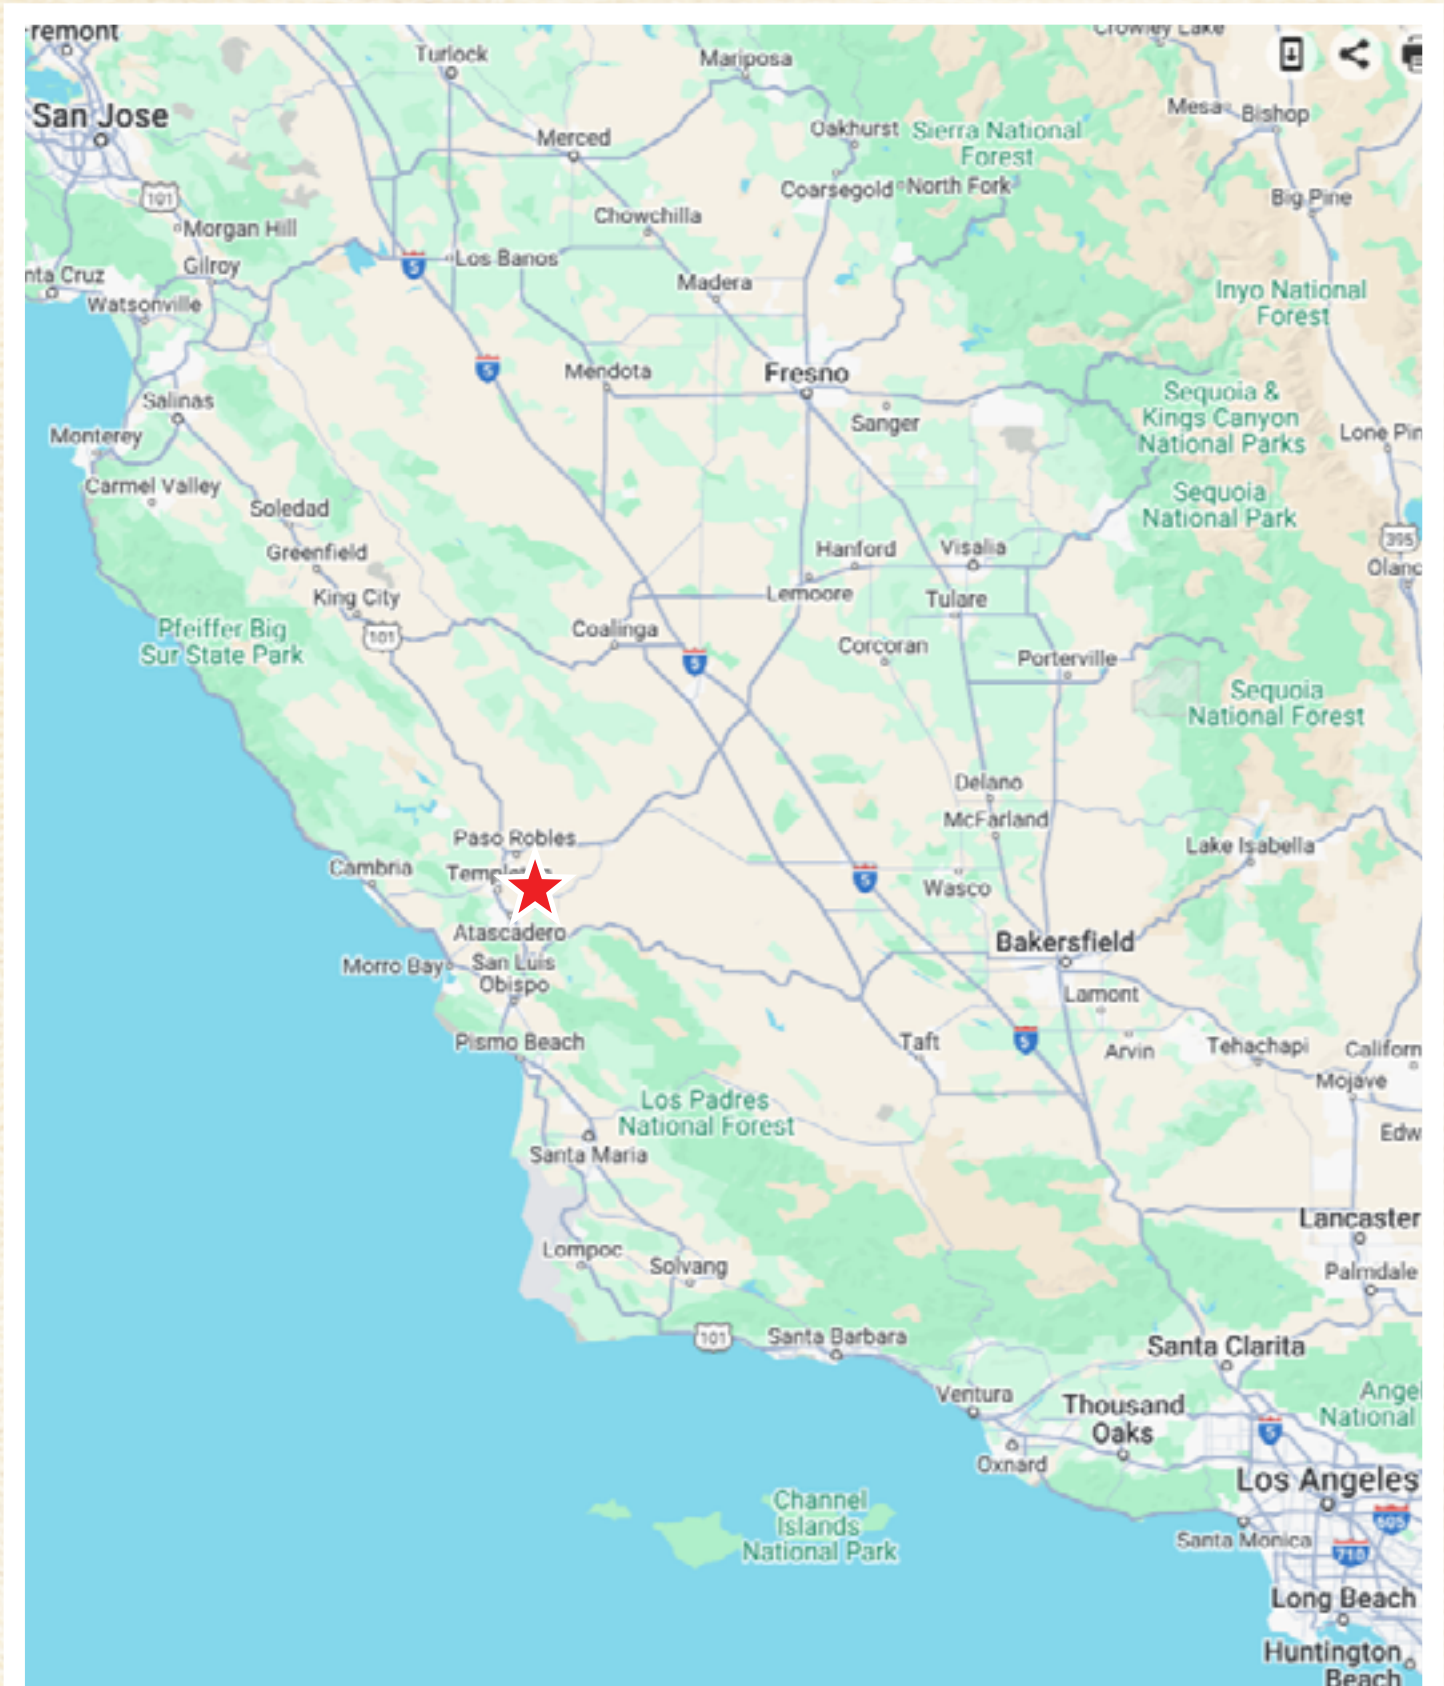 remont
Turlock
Mariposa
Crowley Lake
San Jose
Merced
Mesa
Bishop
Oakhurst
Sierra National
Forest
101
Coarsegold
North Fork
Big Pine
Morgan Hill
Chowchilla
nta Cruz
Gilroy
5
Los Banos
Madera
Inyo National
Forest
Watsonville
5
Mendota
Fresno
Salinas
Sanger
Sequoia &
Kings Canyon
National Parks
Lone Pin
Monterey
Carmel Valley
Soledad
Sequoia
National Park
Greenfield
Hanford
Visalia
395
Olanc
King City
Lemoore
Tulare
101
Pfeiffer Big
Sur State Park
Coalinga
5
Corcoran
Porterville
Sequoia
National Forest
Delano
McFarland
Paso Robles
Lake Isabella
Cambria
5
Wasco
Atascadero
Bakersfield
Morro Bay
San Luis
Obispo
Lamont
Pismo Beach
Taft
5
Arvin
Tehachapi
Californ
Mojave
Los Padres
National Forest
Edw
Santa Maria
Lancaster
Lompoc
Solvang
Palmdale
101
Santa Barbara
Santa Clarita
Ventura
Thousand
Oaks
Ange
National
5
Oxnard
Los Angeles
Channel
Islands
National Park
605
Santa Monica
710
Long Beach
Huntington
Beach